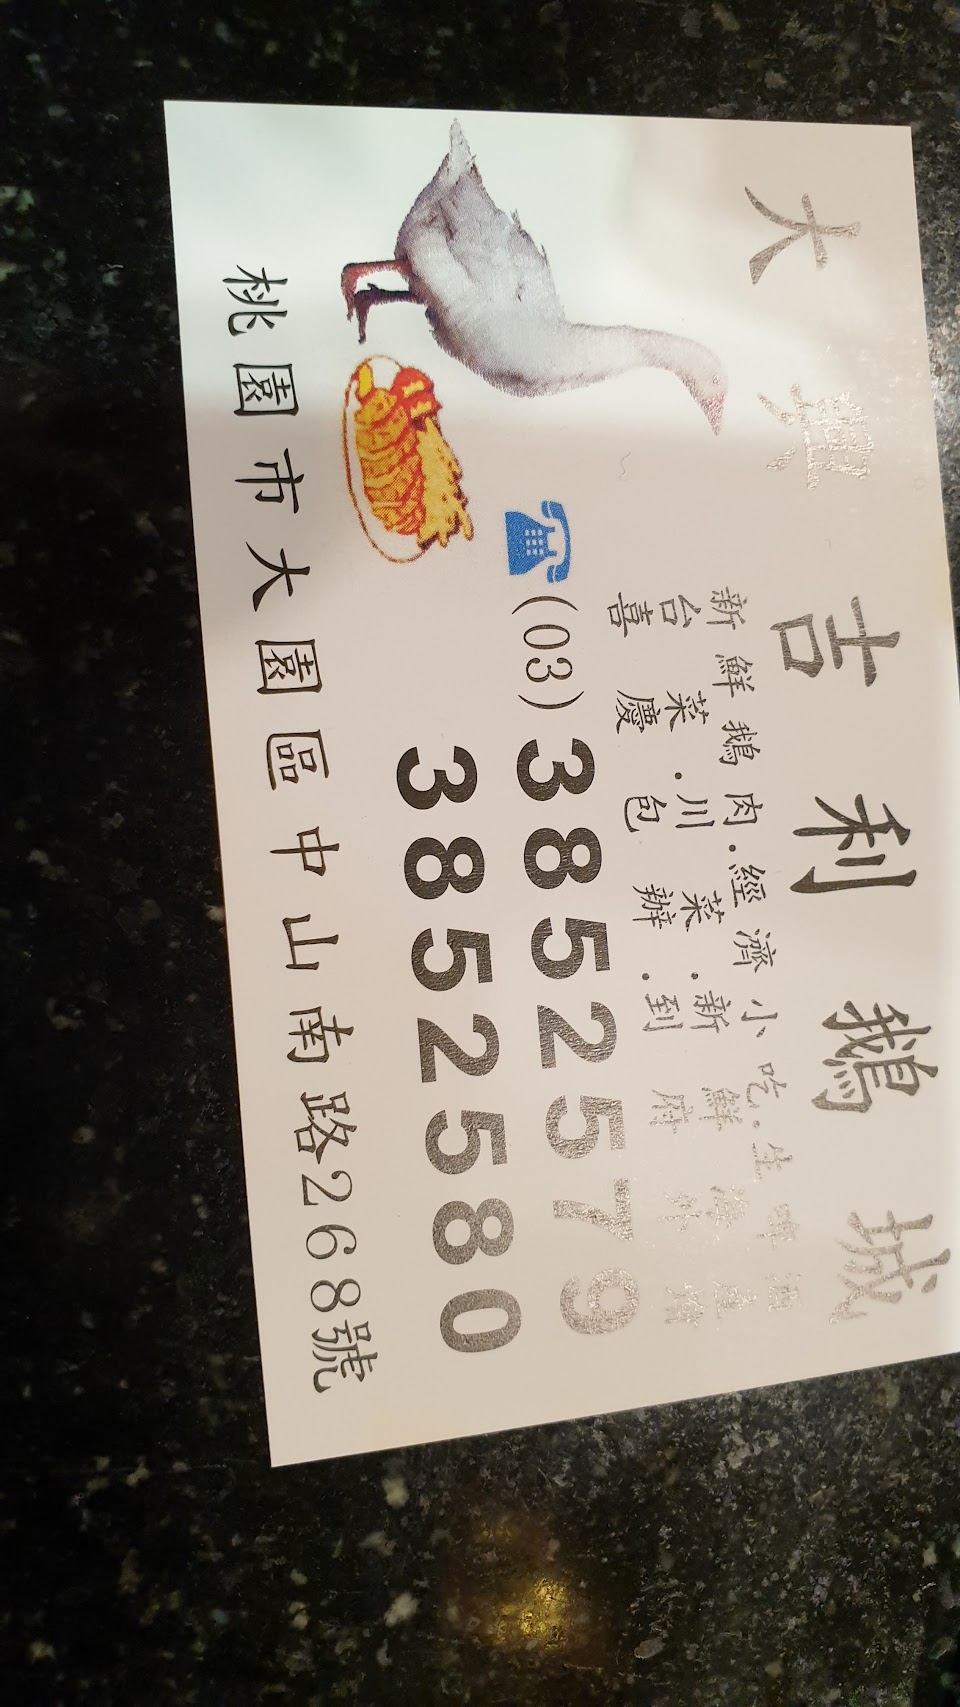 大興吉利鵝城
新鮮鵝肉.經濟小吃.生啤酒
台菜.川菜.新鮮海產
喜慶包辦.到府外燴
(03)3852579
3852580
桃園市大園區中山南路268號